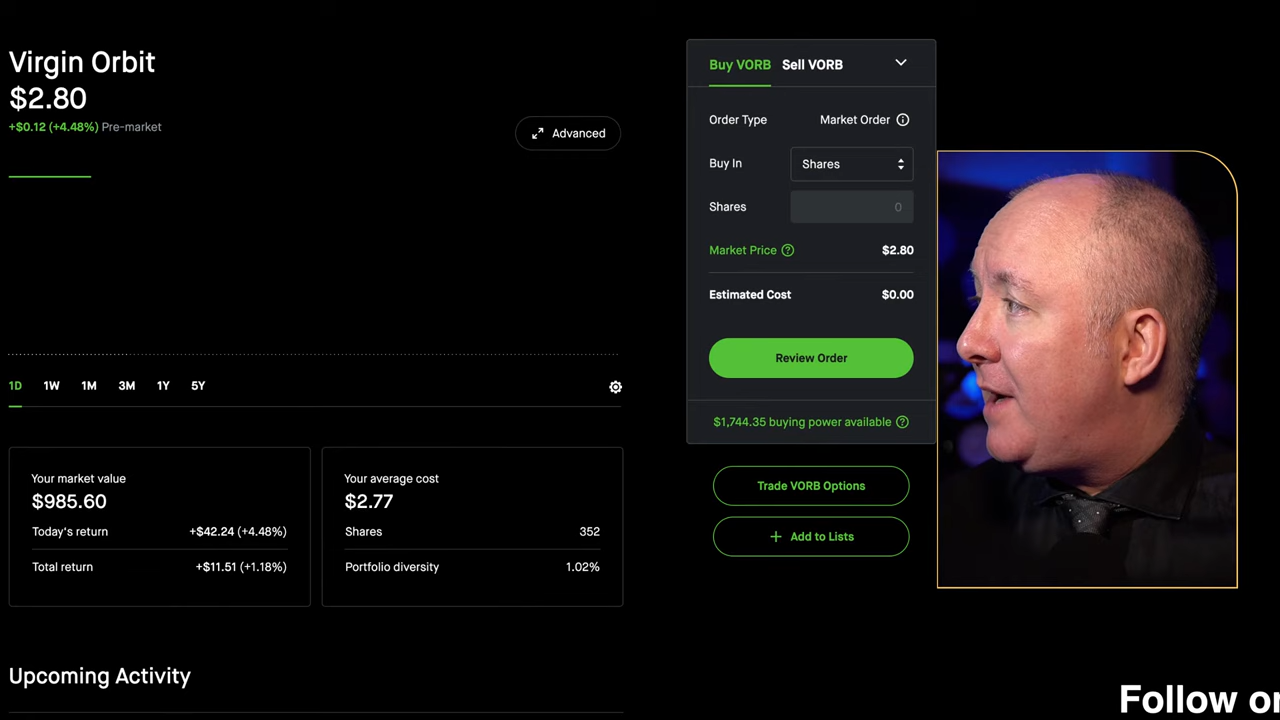 Virgin Orbit
$2.80
+$0.12 (+4.48%) Pre-market
Advanced
1D 1W 1M 3M 1Y 5Y
Your market value
$985.60
Today's return +$42.24 (+4.48%)
Total return +$11.51 (+1.18%)
Your average cost
$2.77
Shares 352
Portfolio diversity 1.02%
Upcoming Activity
Buy VORB Sell VORB
Order Type Market Order
Buy In Shares
Shares 0
Market Price $2.80
Estimated Cost $0.00
Review Order
$1,744.35 buying power available
Trade VORB Options
+ Add to Lists
Follow